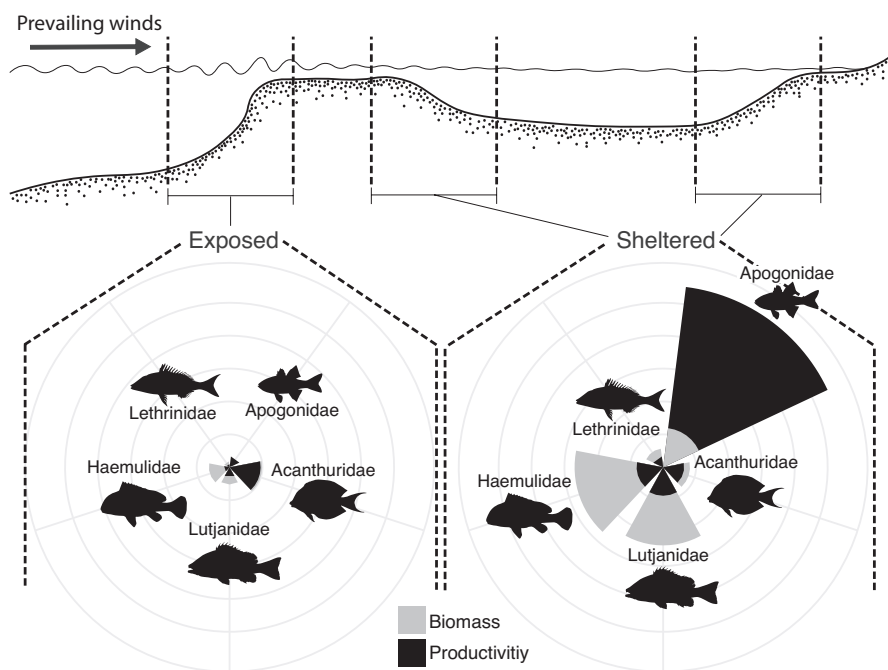 Prevailing winds
Exposed
Sheltered
Apogonidae
Lethrinidae
Apogonidae
Haemulidae
Acanthuridae
Lutjanidae
Lethrinidae
Haemulidae
Acanthuridae
Lutjanidae
Biomass
Productivitiy